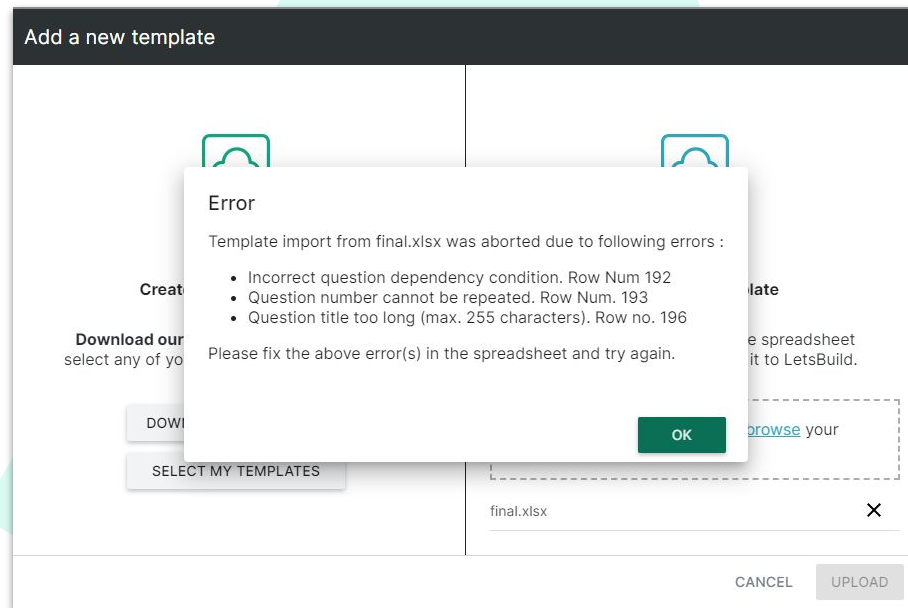 Add a new template
Error
Template import from final.xlsx was aborted due to following errors :
• Incorrect question dependency condition. Row Num 192
• Question number cannot be repeated. Row Num. 193
• Question title too long (max. 255 characters). Row no. 196
Please fix the above error(s) in the spreadsheet and try again.
OK
Download our
select any of yo
spreadsheet
it to LetsBuild.
browse your
SELECT MY TEMPLATES
final.xlsx
CANCEL
UPLOAD